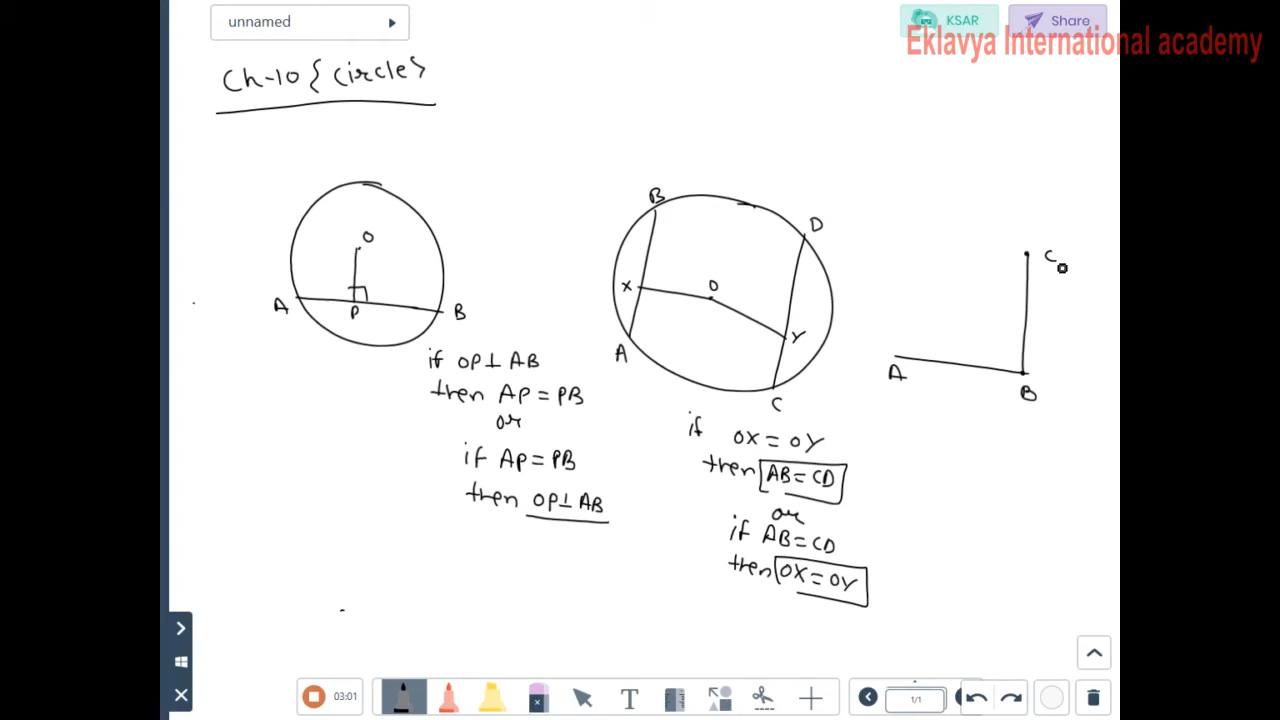 unnamed
KSAR
Share
Eklavya International academy
Ch-10 { Circle }
O
A
P
B
if OP⊥AB
then AP = PB
or
if AP = PB
then OP⊥AB
B
D
X
O
Y
A
C
if OX = OY
then AB = CD
or
if AB = CD
then OX = OY
C
A
B
03:01
T
1/1